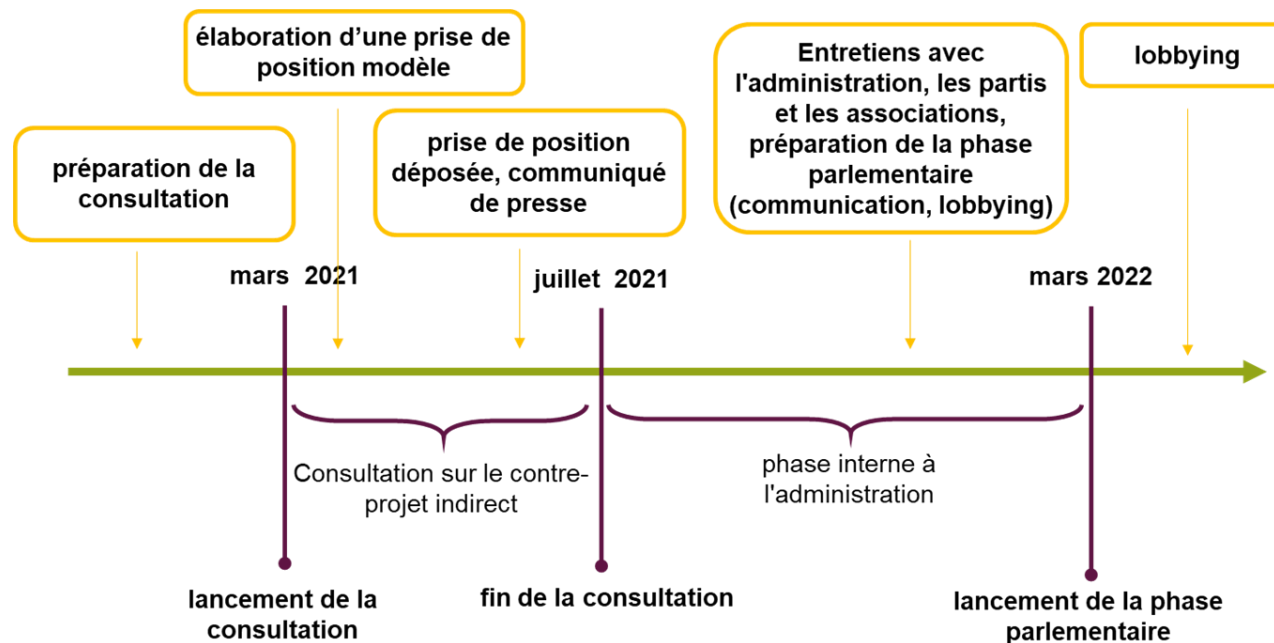 élaboration d’une prise de
position modèle
Entretiens avec
l'administration, les partis
et les associations,
préparation de la phase
parlementaire
(communication, lobbying)
lobbying
préparation de la
consultation
prise de position
déposée, communiqué
de presse
mars 2021
juillet 2021
mars 2022
Consultation sur le contre-
projet indirect
phase interne à
l'administration
lancement de la
consultation
fin de la consultation
lancement de la phase
parlementaire